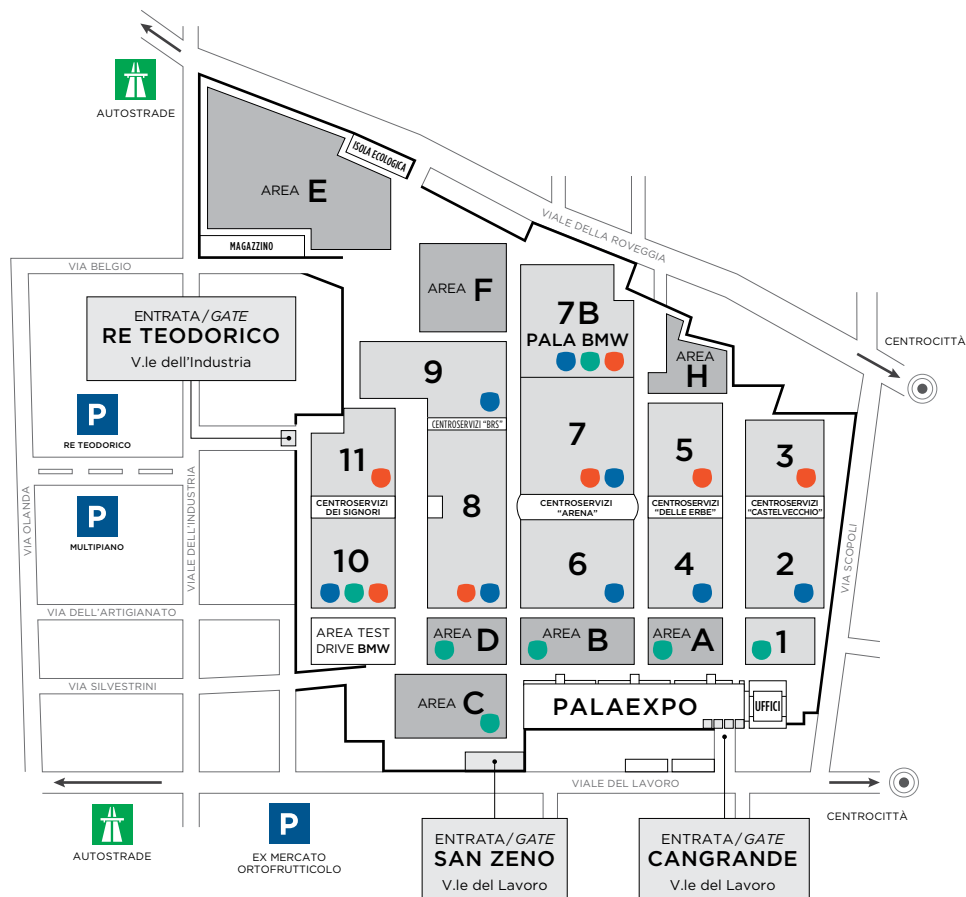 AUTOSTRADE
ISOLA ECOLOGICA
AREA E
VIALE DELLA ROVEGGIA
MAGAZZINO
VIA BELGIO
AREA F
ENTRATA/GATE
RE TEODORICO
V.le dell'Industria
7B
PALA BMW
AREA
H
CENTROCITTÀ
9
P
RE TEODORICO
CENTROSERVIZI "BRS"
7
5
3
11
VIA OLANDA
VIALE DELL'INDUSTRIA
P
MULTIPIANO
CENTROSERVIZI
DEI SIGNORI
8
CENTROSERVIZI
"ARENA"
CENTROSERVIZI
"DELLE ERBE"
CENTROSERVIZI
"CASTELVECCHIO"
VIA SCOPOLI
10
6
4
2
VIA DELL'ARTIGIANATO
AREA TEST
DRIVE BMW
AREA D
AREA B
AREA A
1
VIA SILVESTRINI
AREA C
PALAEXPO
UFFICI
VIALE DEL LAVORO
CENTROCITTÀ
AUTOSTRADE
P
EX MERCATO
ORTOFRUTTICOLO
ENTRATA/GATE
SAN ZENO
V.le del Lavoro
ENTRATA/GATE
CANGRANDE
V.le del Lavoro